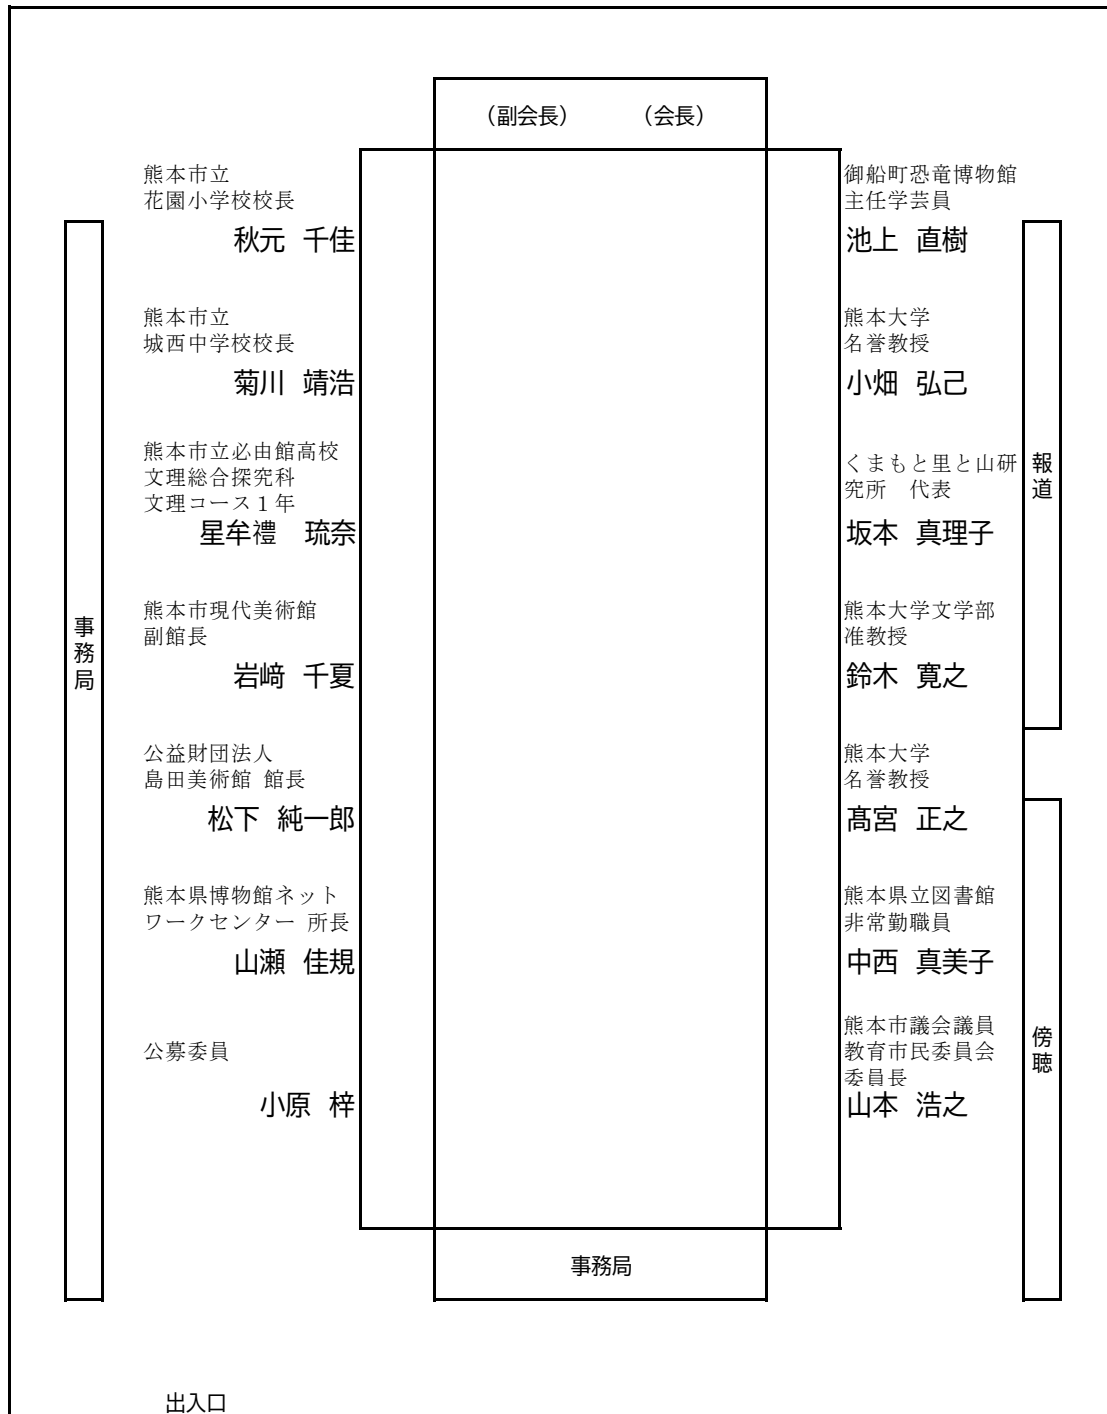 （副会長）　（会長）
熊本市立
花園小学校校長
秋元 千佳
熊本市立
城西中学校校長
菊川 靖浩
熊本市立必由館高校
文理総合探究科
文理コース１年
星牟禮　琉奈
熊本市現代美術館
副館長
岩﨑 千夏
公益財団法人
島田美術館 館長
松下 純一郎
熊本県博物館ネット
ワークセンター 所長
山瀬 佳規
公募委員
小原 梓
御船町恐竜博物館
主任学芸員
池上 直樹
熊本大学
名誉教授
小畑 弘己
くまもと里と山研
究所　代表
坂本 真理子
熊本大学文学部
准教授
鈴木 寛之
熊本大学
名誉教授
髙宮 正之
熊本県立図書館
非常勤職員
中西 真美子
熊本市議会議員
教育市民委員会
委員長
山本 浩之
事務局
報道
傍聴
事務局
出入口